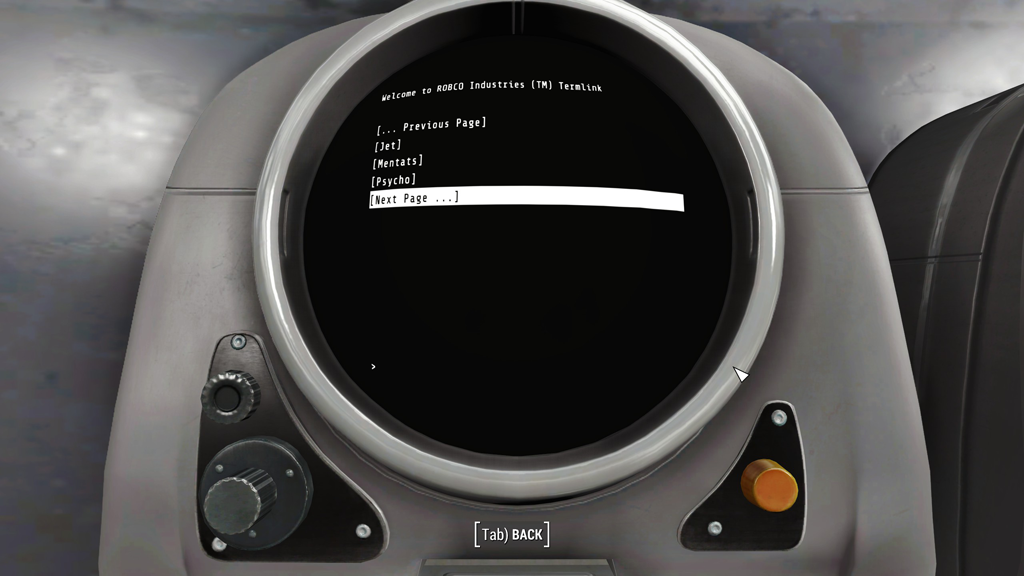 Welcome to ROBCO Industries (TM) Termlink
[... Previous Page]
[Jet]
[Mentats]
[Psycho]
[Next Page ...]
>
[Tab) BACK]